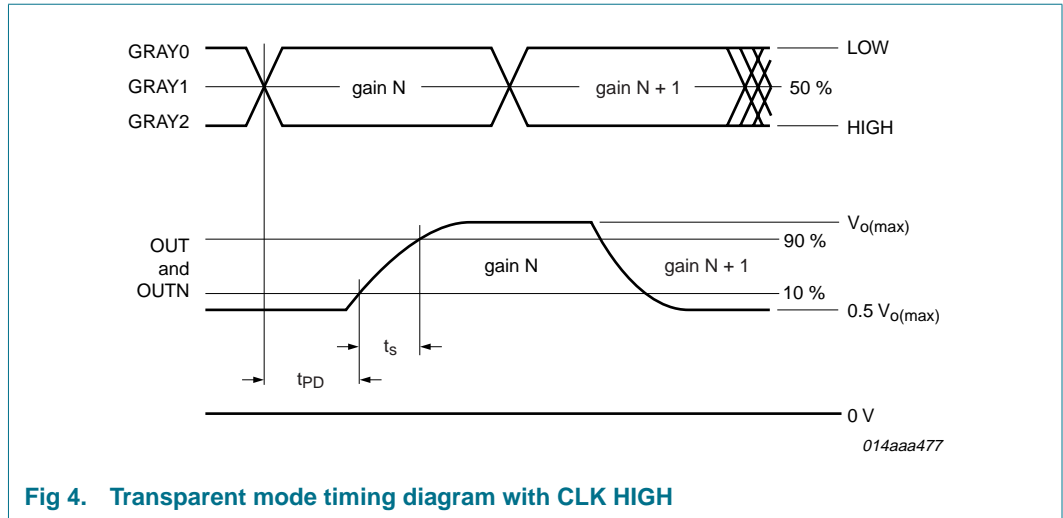 GRAY0
GRAY1
GRAY2
gain N
gain N + 1
LOW
50 %
HIGH
OUT
and
OUTN
gain N
gain N + 1
Vo(max)
90 %
10 %
0.5 Vo(max)
ts
tPD
0 V
014aaa477
Fig 4. Transparent mode timing diagram with CLK HIGH